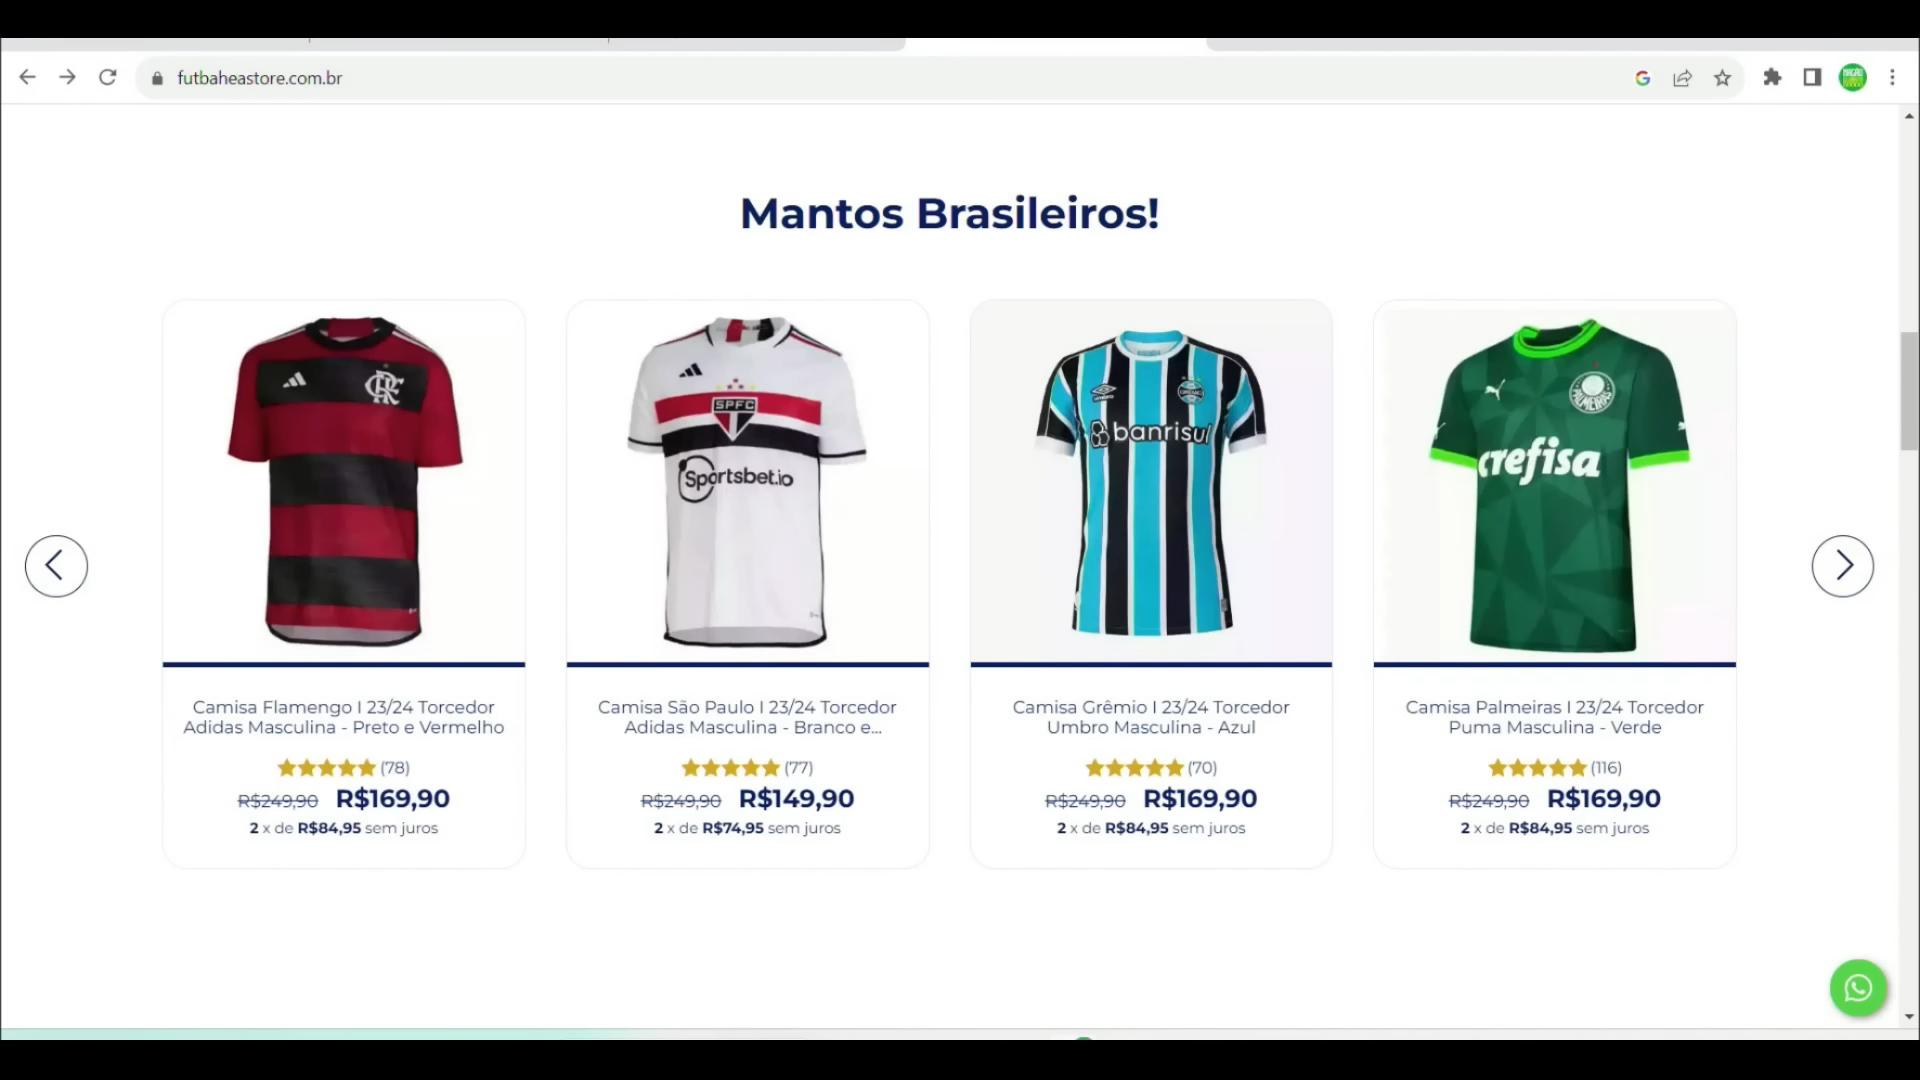 futbaheastore.com.br
Mantos Brasileiros!
SPFC
Sportsbet.io
banrisul
PALMEIRAS
crefisa
Camisa Flamengo I 23/24 Torcedor
Adidas Masculina - Preto e Vermelho
(78)
R$249,90 R$169,90
2 x de R$84,95 sem juros
Camisa São Paulo I 23/24 Torcedor
Adidas Masculina - Branco e...
(77)
R$249,90 R$149,90
2 x de R$74,95 sem juros
Camisa Grêmio I 23/24 Torcedor
Umbro Masculina - Azul
(70)
R$249,90 R$169,90
2 x de R$84,95 sem juros
Camisa Palmeiras I 23/24 Torcedor
Puma Masculina - Verde
(116)
R$249,90 R$169,90
2 x de R$84,95 sem juros